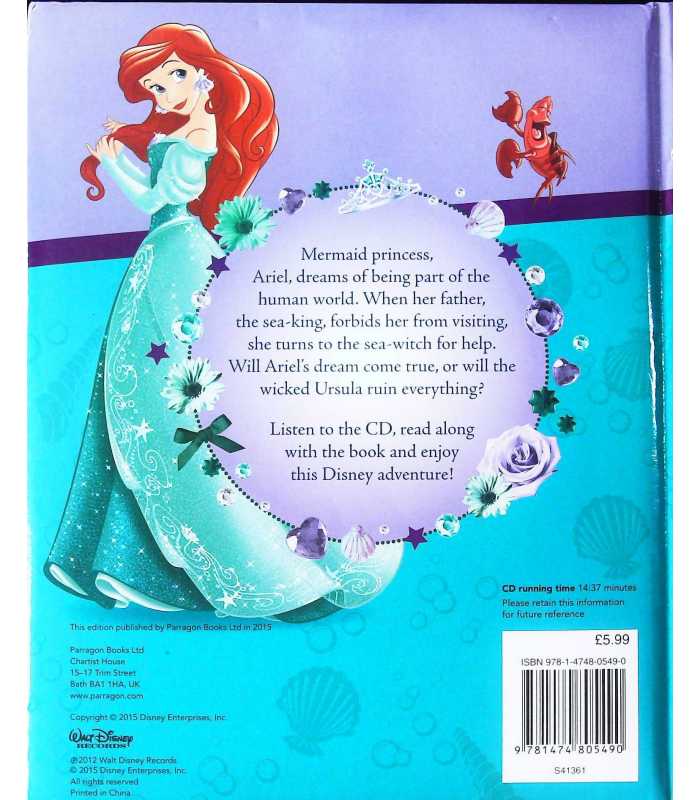 Mermaid princess,
Ariel, dreams of being part of the
human world. When her father,
the sea-king, forbids her from visiting,
she turns to the sea-witch for help.
Will Ariel's dream come true, or will the
wicked Ursula ruin everything?
Listen to the CD, read along
with the book and enjoy
this Disney adventure!
CD running time 14:37 minutes
Please retain this information
for future reference
This edition published by Parragon Books Ltd in 2015
Parragon Books Ltd
Chartist House
15–17 Trim Street
Bath BA1 1HA, UK
www.parragon.com
Copyright © 2015 Disney Enterprises, Inc.
WALT DISNEY
RECORDS
℗2012 Walt Disney Records
© 2015 Disney Enterprises, Inc.
All rights reserved
Printed in China
£5.99
ISBN 978-1-4748-0549-0
9 781474 805490
S41361